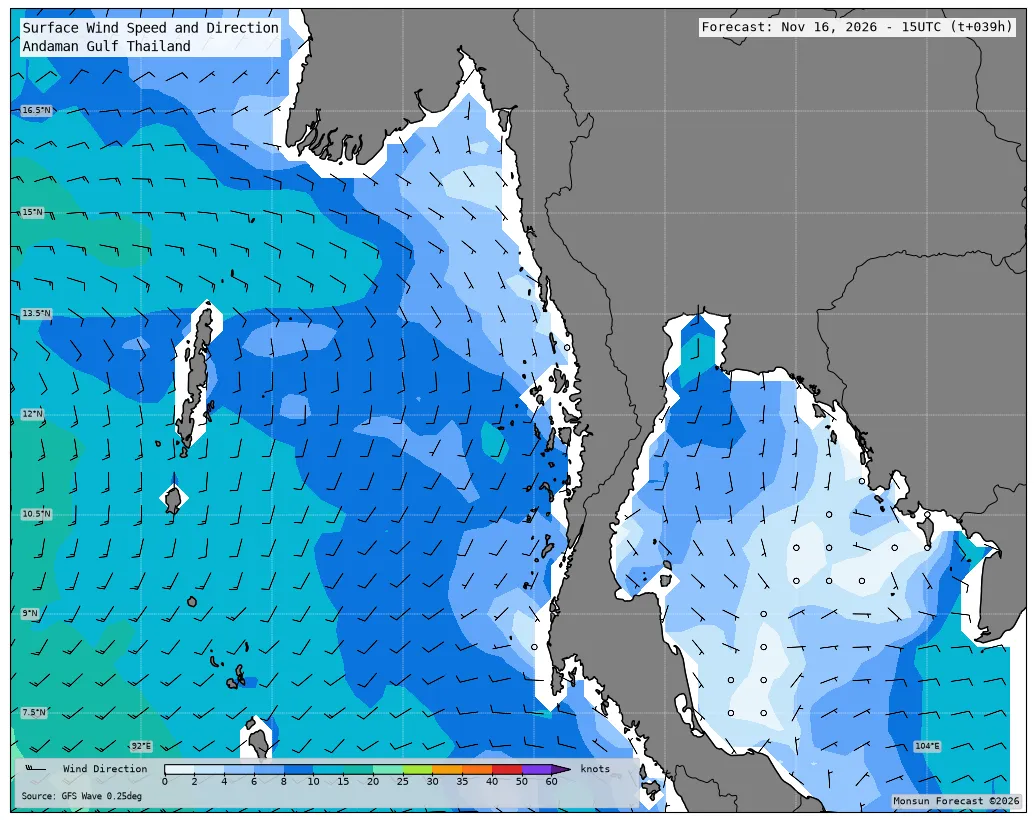 Surface Wind Speed and Direction
Andaman Gulf Thailand
Forecast: Nov 16, 2026 - 15UTC (t+039h)
16.5°N
15°N
13.5°N
12°N
10.5°N
9°N
7.5°N
92°E
104°E
Wind Direction
0 2 4 6 8 10 15 20 25 30 35 40 50 60
knots
Source: GFS Wave 0.25deg
Monsun Forecast ©2026